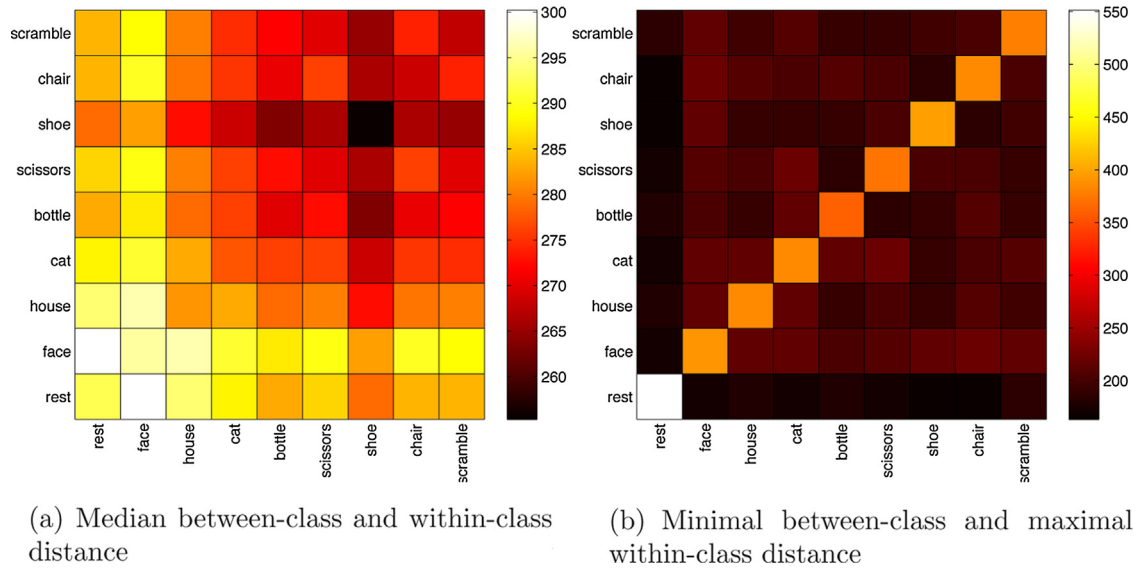 scramble
chair
shoe
scissors
bottle
cat
house
face
rest
rest face house cat bottle scissors shoe chair scramble
300
295
290
285
280
275
270
265
260
scramble
chair
shoe
scissors
bottle
cat
house
face
rest
rest face house cat bottle scissors shoe chair scramble
550
500
450
400
350
300
250
200
(a) Median between-class and within-class
distance
(b) Minimal between-class and maximal
within-class distance